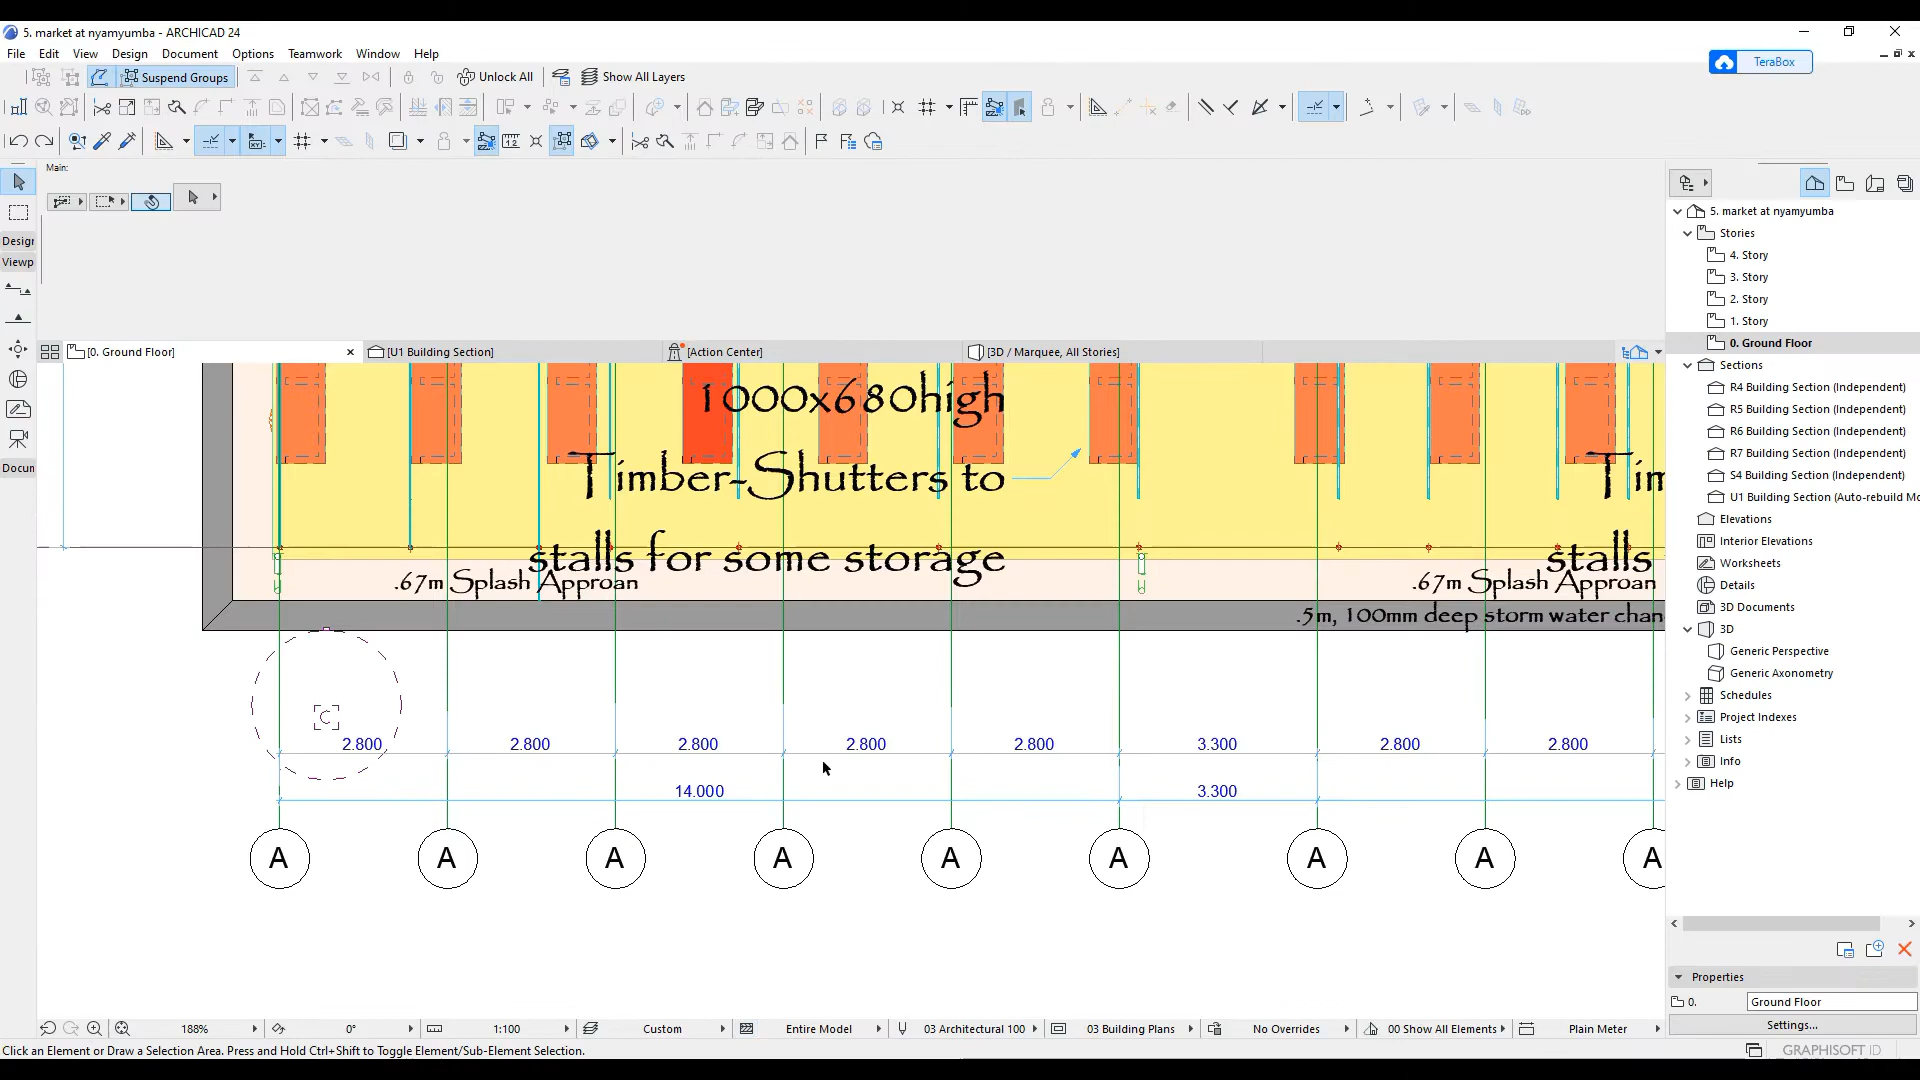 5. market at nyamyumba - ARCHICAD 24
File Edit View Design Document Options Teamwork Window Help
TeraBox
Suspend Groups
Unlock All
Show All Layers
Main:
Design
Viewp
Docum
[0. Ground Floor]
[U1 Building Section]
[Action Center]
[3D / Marquee, All Stories]
5. market at nyamyumba
Stories
4. Story
3. Story
2. Story
1. Story
0. Ground Floor
Sections
R4 Building Section (Independent)
R5 Building Section (Independent)
R6 Building Section (Independent)
R7 Building Section (Independent)
S4 Building Section (Independent)
U1 Building Section (Auto-rebuild Mo
Elevations
Interior Elevations
Worksheets
Details
3D Documents
3D
Generic Perspective
Generic Axonometry
Schedules
Project Indexes
Lists
Info
Help
1000x680high
Timber-Shutters to
stalls for some storage
Tim
stalls
.67m Splash Approan
.67m Splash Approan
.5m, 100mm deep storm water chan
C
2.800 2.800 2.800 2.800 2.800 3.300 2.800 2.800
14.000 3.300
A A A A A A A A A
Properties
0. Ground Floor
Settings...
188% 0° 1:100 Custom Entire Model 03 Architectural 100 03 Building Plans No Overrides 00 Show All Elements Plain Meter
Click an Element or Draw a Selection Area. Press and Hold Ctrl+Shift to Toggle Element/Sub-Element Selection.
GRAPHISOFT ID